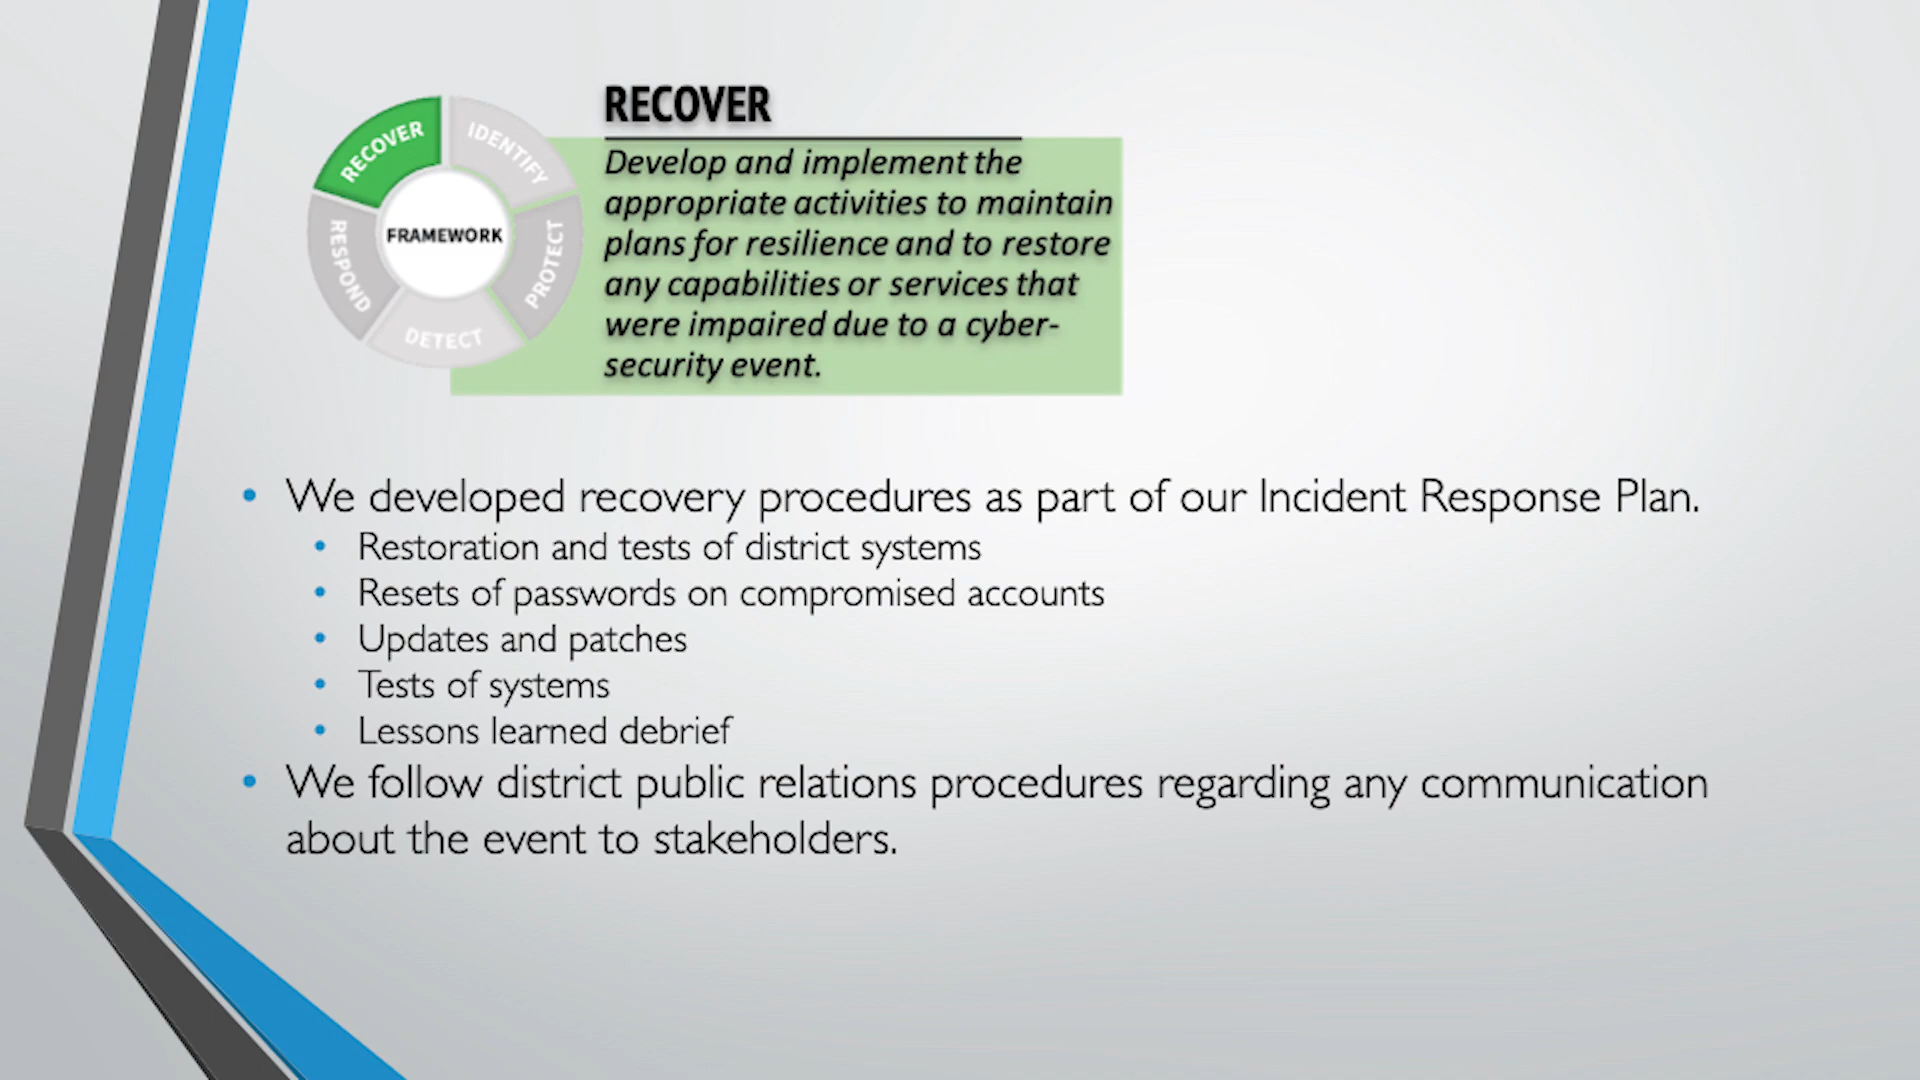 RECOVER
IDENTIFY
PROTECT
DETECT
RESPOND
FRAMEWORK
RECOVER
Develop and implement the
appropriate activities to maintain
plans for resilience and to restore
any capabilities or services that
were impaired due to a cyber-
security event.
• We developed recovery procedures as part of our Incident Response Plan.
• Restoration and tests of district systems
• Resets of passwords on compromised accounts
• Updates and patches
• Tests of systems
• Lessons learned debrief
• We follow district public relations procedures regarding any communication
about the event to stakeholders.